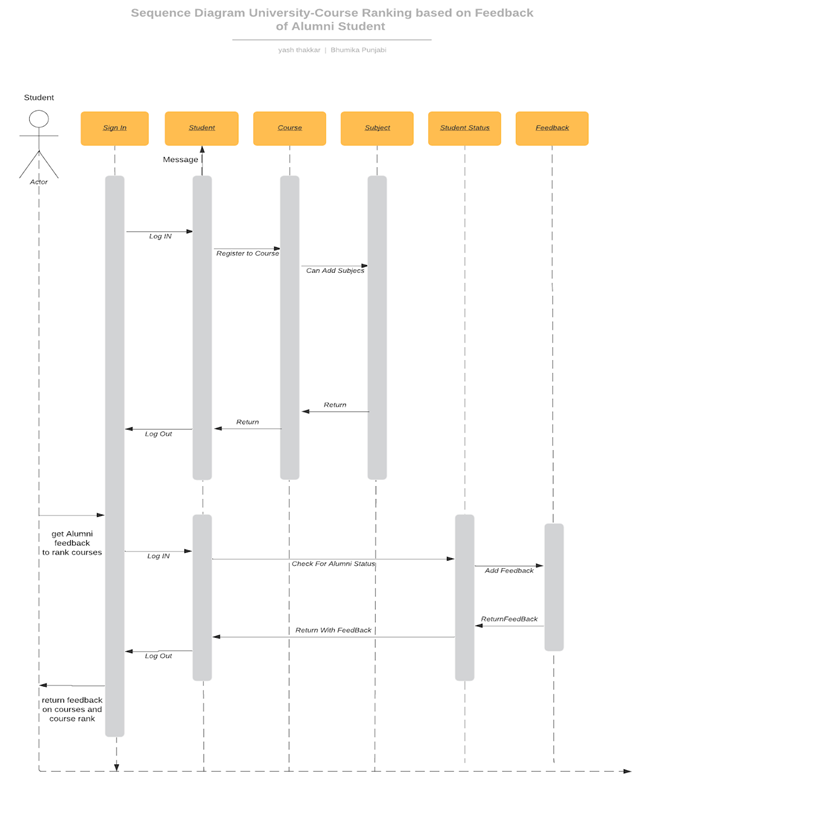 Sequence Diagram University-Course Ranking based on Feedback
of Alumni Student
yash thakkar | Bhumika Punjabi
Student
Sign In
Student
Course
Subject
Student Status
Feedback
Message
Actor
Log IN
Register to Course
Can Add Subjecs
Return
Return
Log Out
get Alumni
feedback
to rank courses
Log IN
Check For Alumni Status
Add Feedback
ReturnFeedBack
Return With FeedBack
Log Out
return feedback
on courses and
course rank